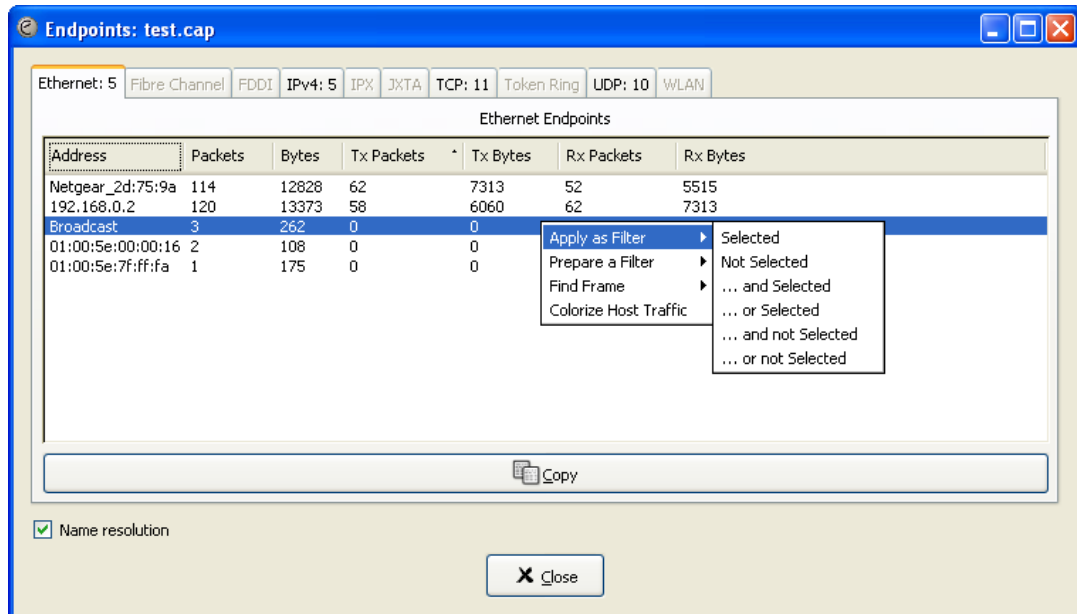 Endpoints: test.cap
Ethernet: 5 Fibre Channel FDDI IPv4: 5 IPX JXTA TCP: 11 Token Ring UDP: 10 WLAN
Ethernet Endpoints
Address Packets Bytes Tx Packets Tx Bytes Rx Packets Rx Bytes
Netgear_2d:75:9a 114 12828 62 7313 52 5515
192.168.0.2 120 13373 58 6060 62 7313
Broadcast 3 262 0 0
01:00:5e:00:00:16 2 108 0 0
01:00:5e:7f:ff:fa 1 175 0 0
Apply as Filter Selected
Prepare a Filter Not Selected
Find Frame ... and Selected
Colorize Host Traffic ... or Selected
... and not Selected
... or not Selected
Copy
Name resolution
Close